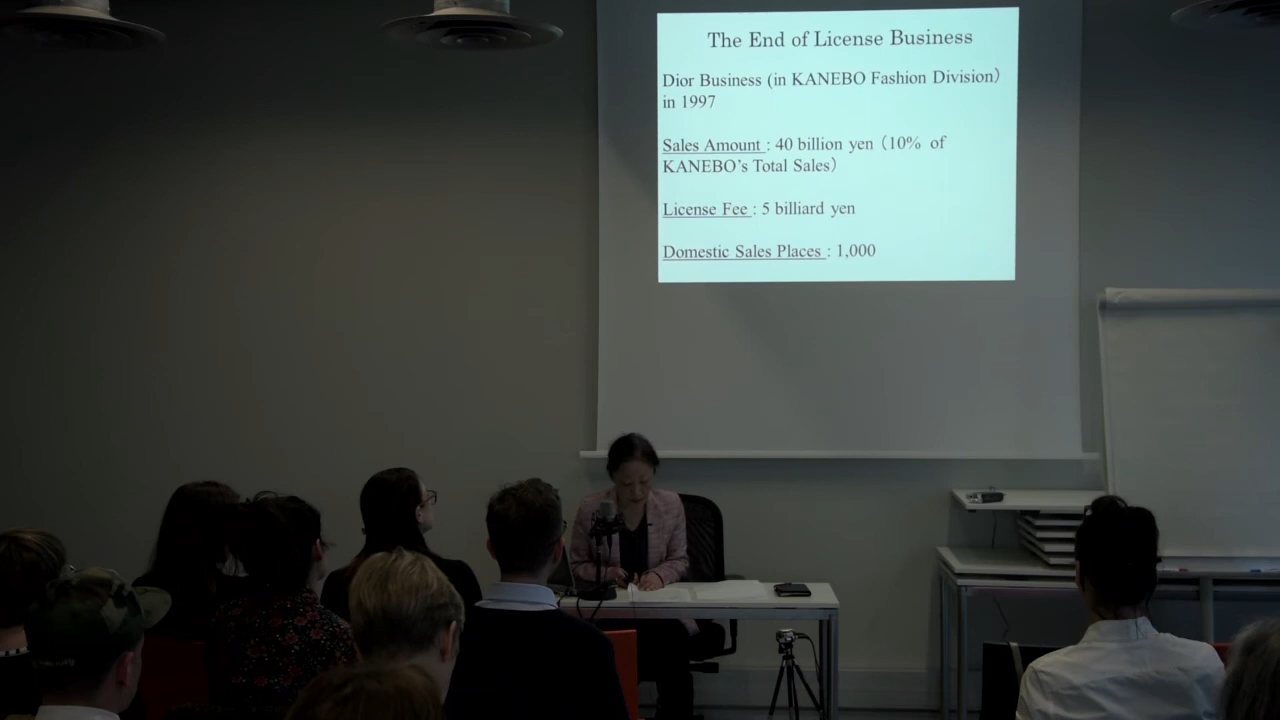 The End of License Business
Dior Business (in KANEBO Fashion Division)
in 1997
Sales Amount : 40 billion yen (10% of
KANEBO's Total Sales)
License Fee : 5 billiard yen
Domestic Sales Places : 1,000